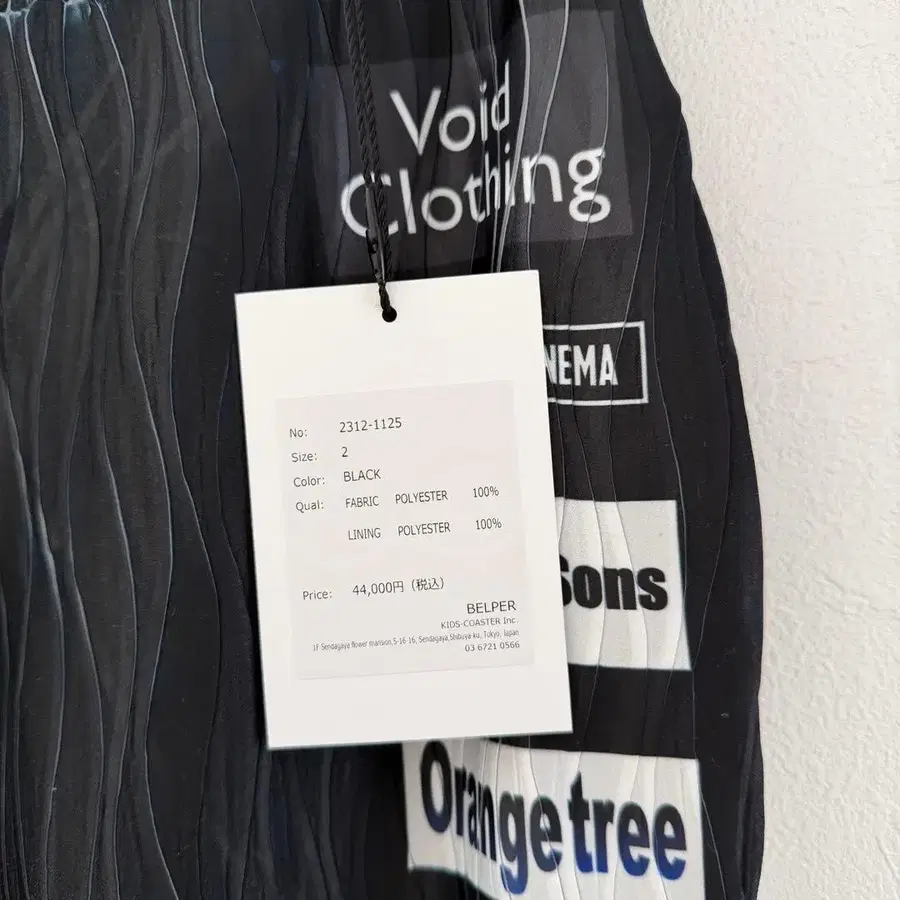 Void
Clothing
NEMA
No: 2312-1125
Size: 2
Color: BLACK
Qual: FABRIC POLYESTER 100%
LINING POLYESTER 100%
Price: 44,000円 (税込)
BELPER
KIDS-COASTER Inc.
1F Sendagaya flower mansion,5-16-16, Sendagaya,Shibuya-ku, Tokyo, Japan
03 6721 0566
Sons
Orange tree